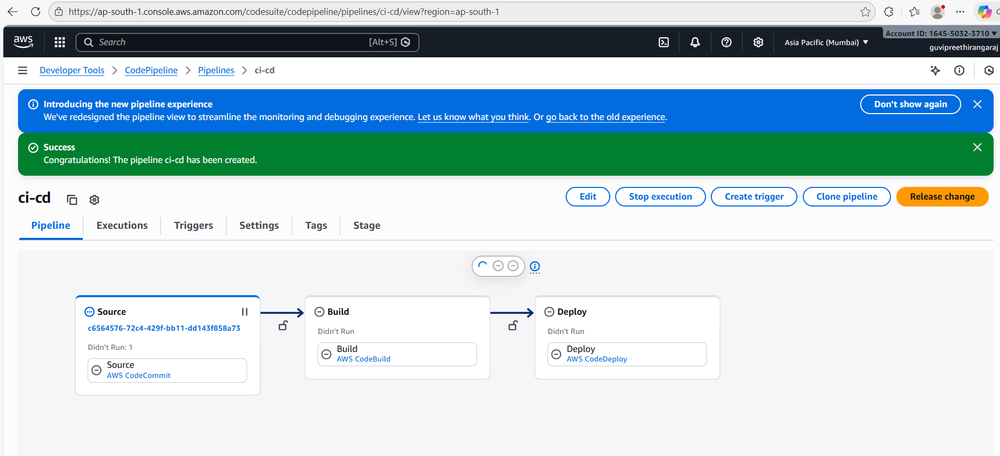 https://ap-south-1.console.aws.amazon.com/codesuite/codepipeline/pipelines/ci-cd/view?region=ap-south-1
aws
Search
[Alt+S]
Asia Pacific (Mumbai) ▼
Account ID: 1645-5032-3710 ▼
guvipreethirangaraj
Developer Tools > CodePipeline > Pipelines > ci-cd
Introducing the new pipeline experience
We've redesigned the pipeline view to streamline the monitoring and debugging experience. Let us know what you think. Or go back to the old experience.
Don't show again
Success
Congratulations! The pipeline ci-cd has been created.
ci-cd
Edit
Stop execution
Create trigger
Clone pipeline
Release change
Pipeline
Executions
Triggers
Settings
Tags
Stage
Source
c6564576-72c4-429f-bb11-dd143f858a73
Didn't Run: 1
Source
AWS CodeCommit
Build
Didn't Run
Build
AWS CodeBuild
Deploy
Didn't Run
Deploy
AWS CodeDeploy